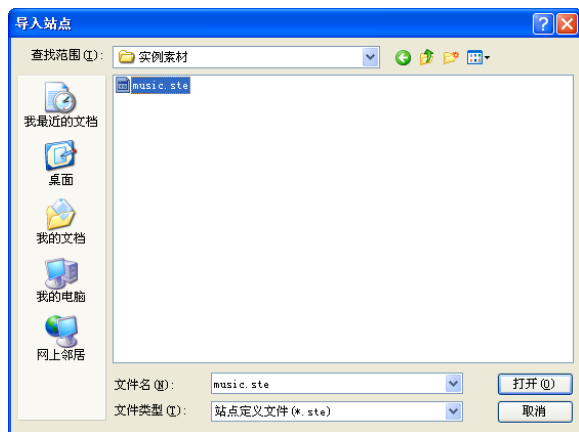 导入站点
查找范围(I):
实例素材
music.ste
我最近的文档
桌面
我的文档
我的电脑
网上邻居
文件名(N):
music.ste
打开(O)
文件类型(T):
站点定义文件(*.ste)
取消